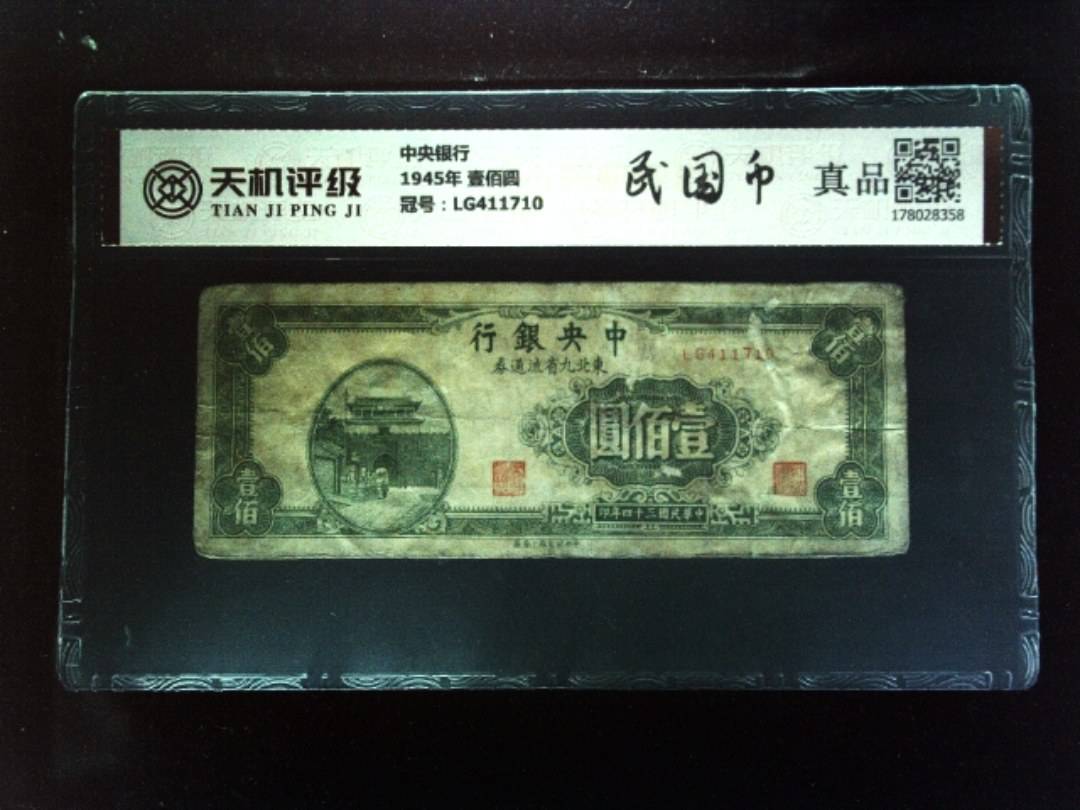 天机评级
TIAN JI PING JI
中央银行
1945年 壹佰圆
冠号：LG411710
民国币
真品
178028358
行銀央中
LG411710
券通流省九北東
壹佰
壹佰
圓佰壹
壹佰
壹佰
印年四十三國民華中